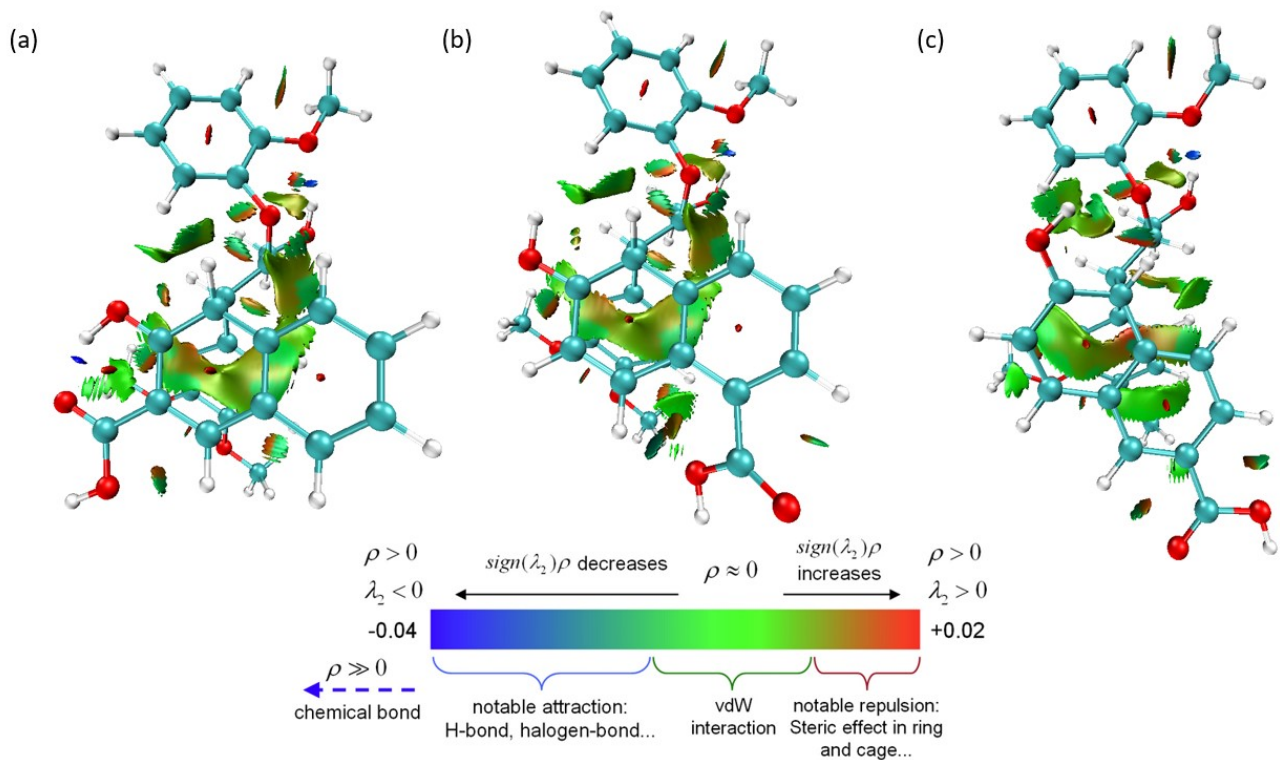 (a)
(b)
(c)
ρ > 0
sign(λ₂)ρ decreases
ρ ≈ 0
sign(λ₂)ρ
increases
ρ > 0
λ₂ < 0
λ₂ > 0
-0.04
+0.02
ρ ≫ 0
chemical bond
notable attraction:
H-bond, halogen-bond...
vdW
interaction
notable repulsion:
Steric effect in ring
and cage...